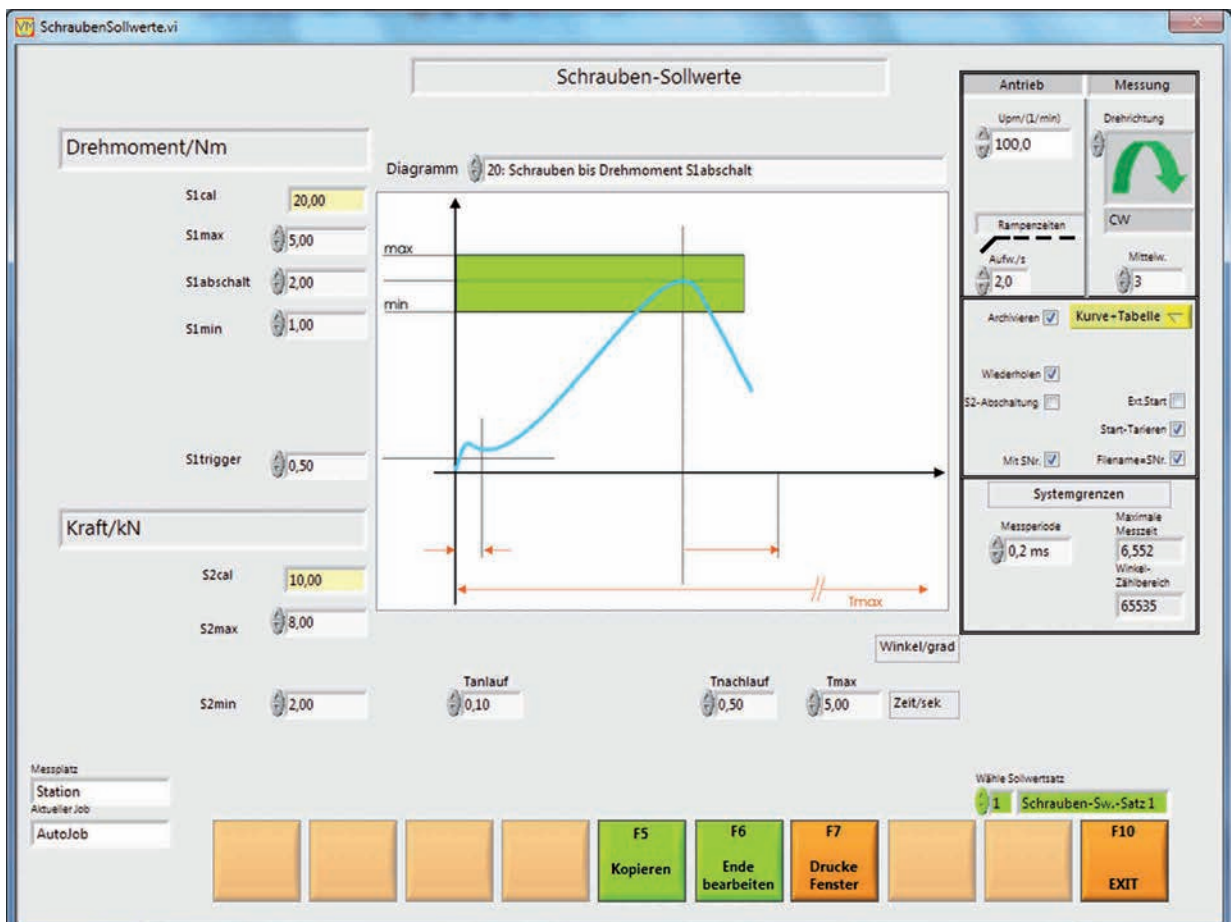 SchraubenSollwerte.vi
Schrauben-Sollwerte
Drehmoment/Nm
S1cal 20,00
S1max 5,00
S1abschalt 2,00
S1min 1,00
S1trigger 0,50
Kraft/kN
S2cal 10,00
S2max 8,00
S2min 2,00
Diagramm 20: Schrauben bis Drehmoment S1abschalt
max
min
Tmax
Winkel/grad
Tanlauf
0,10
Tnachlauf
0,50
Tmax
5,00
Zeit/sek
Antrieb
Messung
Upm/(1/min)
100,0
Drehrichtung
CW
Rampenzeiten
Aufw./s
2,0
Mittelw.
3
Archivieren
Kurve+Tabelle
Wiederholen
S2-Abschaltung
Ext.Start
Start-Tarieren
Mit SNr.
Filename=SNr.
Systemgrenzen
Messperiode
0,2 ms
Maximale
Messzeit
6,552
Winkel-
Zählbereich
65535
Messplatz
Station
Aktueller Job
AutoJob
Wähle Sollwertsatz
1 Schrauben-Sw.-Satz 1
F5
Kopieren
F6
Ende
bearbeiten
F7
Drucke
Fenster
F10
EXIT